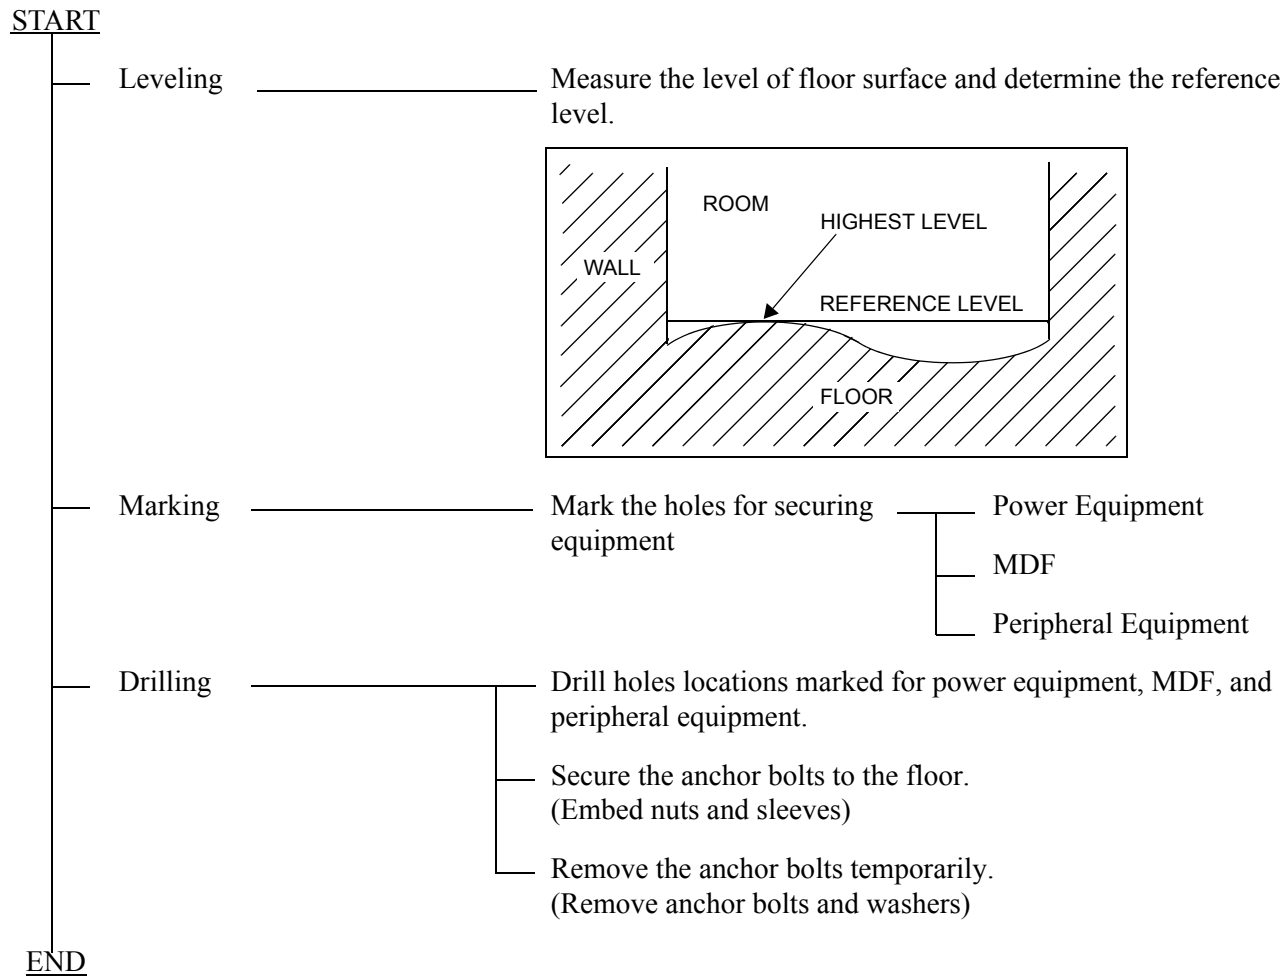 START
Leveling
Measure the level of floor surface and determine the reference
level.
ROOM
HIGHEST LEVEL
WALL
REFERENCE LEVEL
FLOOR
Marking
Mark the holes for securing
equipment
Power Equipment
MDF
Peripheral Equipment
Drilling
Drill holes locations marked for power equipment, MDF, and
peripheral equipment.
Secure the anchor bolts to the floor.
(Embed nuts and sleeves)
Remove the anchor bolts temporarily.
(Remove anchor bolts and washers)
END